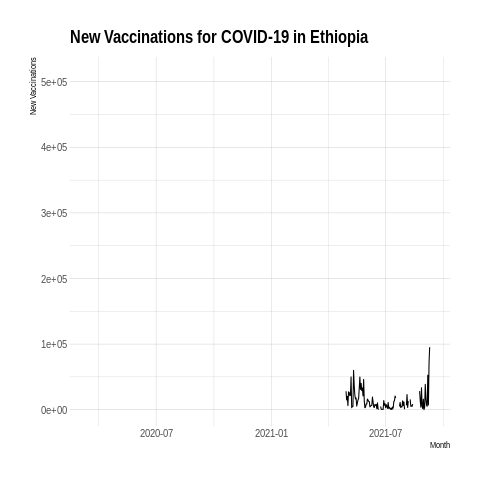 New Vaccinations for COVID-19 in Ethiopia
New Vaccinations
5e+05
4e+05
3e+05
2e+05
1e+05
0e+00
2020-07
2021-01
2021-07
Month